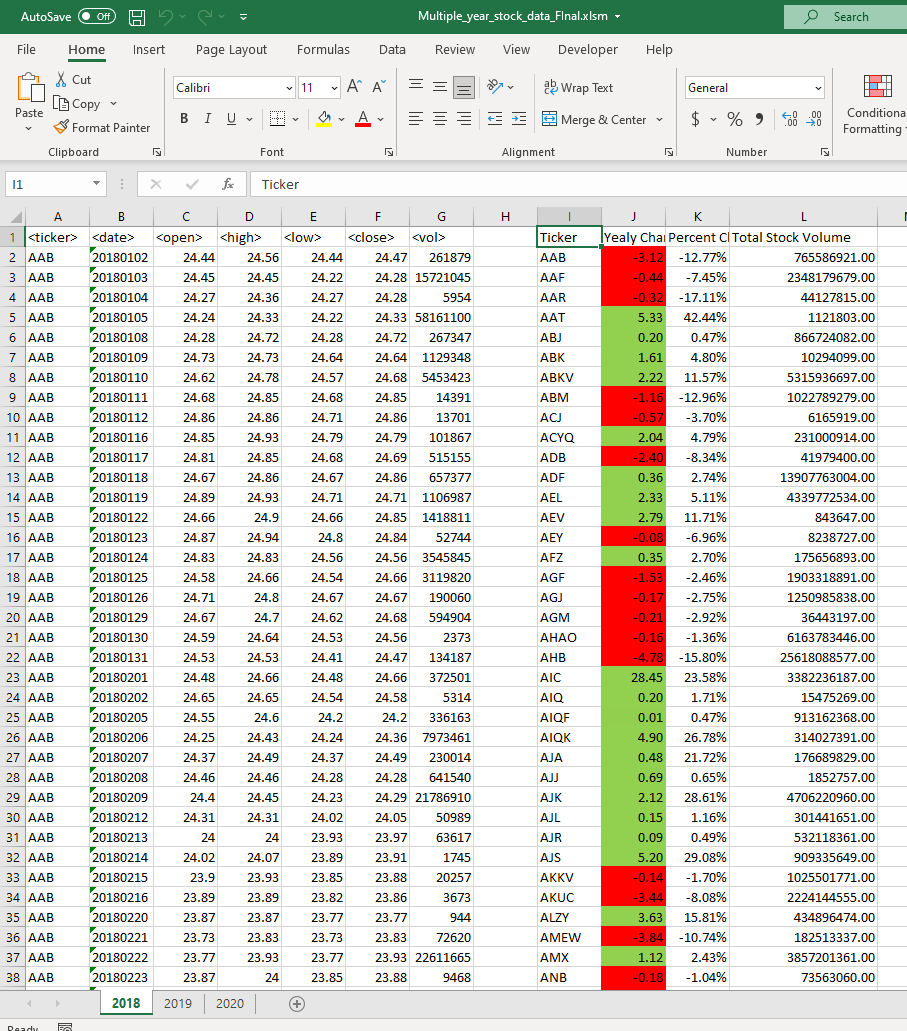 AutoSave Off Multiple_year_stock_data_FInal.xlsm Search
File Home Insert Page Layout Formulas Data Review View Developer Help
Paste Cut Copy Format Painter Calibri 11 Wrap Text Merge & Center General Conditiona Formatting
Clipboard Font Alignment Number
I1 fx Ticker
A B C D E F G H I J K L
1 <ticker> <date> <open> <high> <low> <close> <vol> Ticker Yealy Chan Percent Cl Total Stock Volume
2 AAB 20180102 24.44 24.56 24.44 24.47 261879 AAB -3.12 -12.77% 765586921.00
3 AAB 20180103 24.45 24.45 24.22 24.28 15721045 AAF -0.44 -7.45% 2348179679.00
4 AAB 20180104 24.27 24.36 24.27 24.28 5954 AAR -0.32 -17.11% 44127815.00
5 AAB 20180105 24.24 24.33 24.22 24.33 58161100 AAT 5.33 42.44% 1121803.00
6 AAB 20180108 24.28 24.72 24.28 24.72 267347 ABJ 0.20 0.47% 866724082.00
7 AAB 20180109 24.73 24.73 24.64 24.64 1129348 ABK 1.61 4.80% 10294099.00
8 AAB 20180110 24.62 24.78 24.57 24.68 5453423 ABKV 2.22 11.57% 5315936697.00
9 AAB 20180111 24.68 24.85 24.68 24.85 14391 ABM -1.16 -12.96% 1022789279.00
10 AAB 20180112 24.86 24.86 24.71 24.86 13701 ACJ -0.57 -3.70% 6165919.00
11 AAB 20180116 24.85 24.93 24.79 24.79 101867 ACYQ 2.04 4.79% 231000914.00
12 AAB 20180117 24.81 24.85 24.68 24.69 515155 ADB -2.40 -8.34% 41979400.00
13 AAB 20180118 24.67 24.86 24.67 24.86 657377 ADF 0.36 2.74% 13907763004.00
14 AAB 20180119 24.89 24.93 24.71 24.71 1106987 AEL 2.33 5.11% 4339772534.00
15 AAB 20180122 24.66 24.9 24.66 24.85 1418811 AEV 2.79 11.71% 843647.00
16 AAB 20180123 24.87 24.94 24.8 24.84 52744 AEY -0.08 -6.96% 8238727.00
17 AAB 20180124 24.83 24.83 24.56 24.56 3545845 AFZ 0.35 2.70% 175656893.00
18 AAB 20180125 24.58 24.66 24.54 24.66 3119820 AGF -1.53 -2.46% 1903318891.00
19 AAB 20180126 24.71 24.8 24.67 24.67 190060 AGJ -0.17 -2.75% 1250985838.00
20 AAB 20180129 24.67 24.7 24.62 24.68 594904 AGM -0.21 -2.92% 36443197.00
21 AAB 20180130 24.59 24.64 24.53 24.56 2373 AHAO -0.16 -1.36% 6163783446.00
22 AAB 20180131 24.53 24.53 24.41 24.47 134187 AHB -4.78 -15.80% 25618088577.00
23 AAB 20180201 24.48 24.66 24.48 24.66 372501 AIC 28.45 23.58% 3382236187.00
24 AAB 20180202 24.65 24.65 24.54 24.58 5314 AIQ 0.20 1.71% 15475269.00
25 AAB 20180205 24.55 24.6 24.2 24.2 336163 AIQF 0.01 0.47% 913162368.00
26 AAB 20180206 24.25 24.43 24.24 24.36 7973461 AIQK 4.90 26.78% 314027391.00
27 AAB 20180207 24.37 24.49 24.37 24.49 230014 AJA 0.48 21.72% 176689829.00
28 AAB 20180208 24.46 24.46 24.28 24.28 641540 AJJ 0.69 0.65% 1852757.00
29 AAB 20180209 24.4 24.45 24.23 24.29 21786910 AJK 2.12 28.61% 4706220960.00
30 AAB 20180212 24.31 24.31 24.02 24.05 50989 AJL 0.15 1.16% 301441651.00
31 AAB 20180213 24 24 23.93 23.97 63617 AJR 0.09 0.49% 532118361.00
32 AAB 20180214 24.02 24.07 23.89 23.91 1745 AJS 5.20 29.08% 909335649.00
33 AAB 20180215 23.9 23.93 23.85 23.88 20257 AKKV -0.14 -1.70% 1025501771.00
34 AAB 20180216 23.89 23.89 23.82 23.86 3673 AKUC -3.44 -8.08% 2224144555.00
35 AAB 20180220 23.87 23.87 23.77 23.77 944 ALZY 3.63 15.81% 434896474.00
36 AAB 20180221 23.73 23.83 23.73 23.83 72620 AMEW -3.84 -10.74% 182513337.00
37 AAB 20180222 23.77 23.93 23.77 23.93 22611665 AMX 1.12 2.43% 3857201361.00
38 AAB 20180223 23.87 24 23.85 23.88 9468 ANB -0.18 -1.04% 73563060.00
2018 2019 2020
Ready